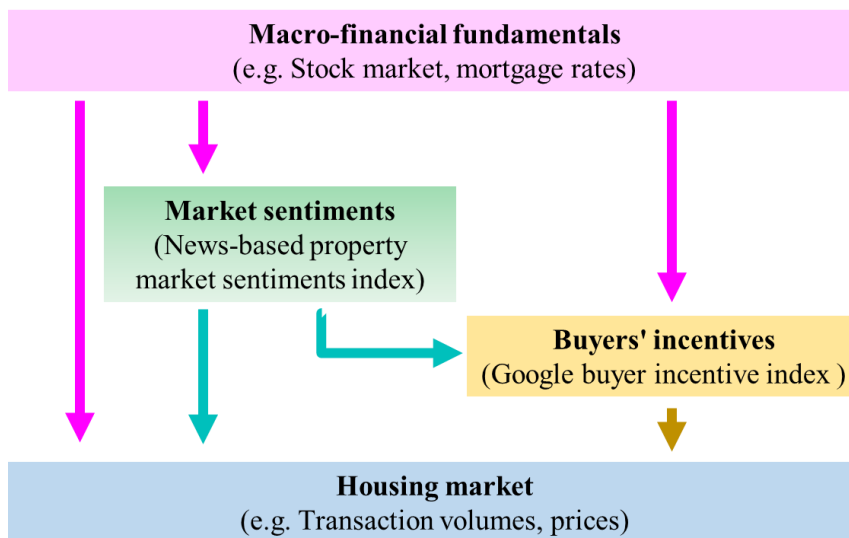 Macro-financial fundamentals
(e.g. Stock market, mortgage rates)
Market sentiments
(News-based property
market sentiments index)
Buyers' incentives
(Google buyer incentive index )
Housing market
(e.g. Transaction volumes, prices)